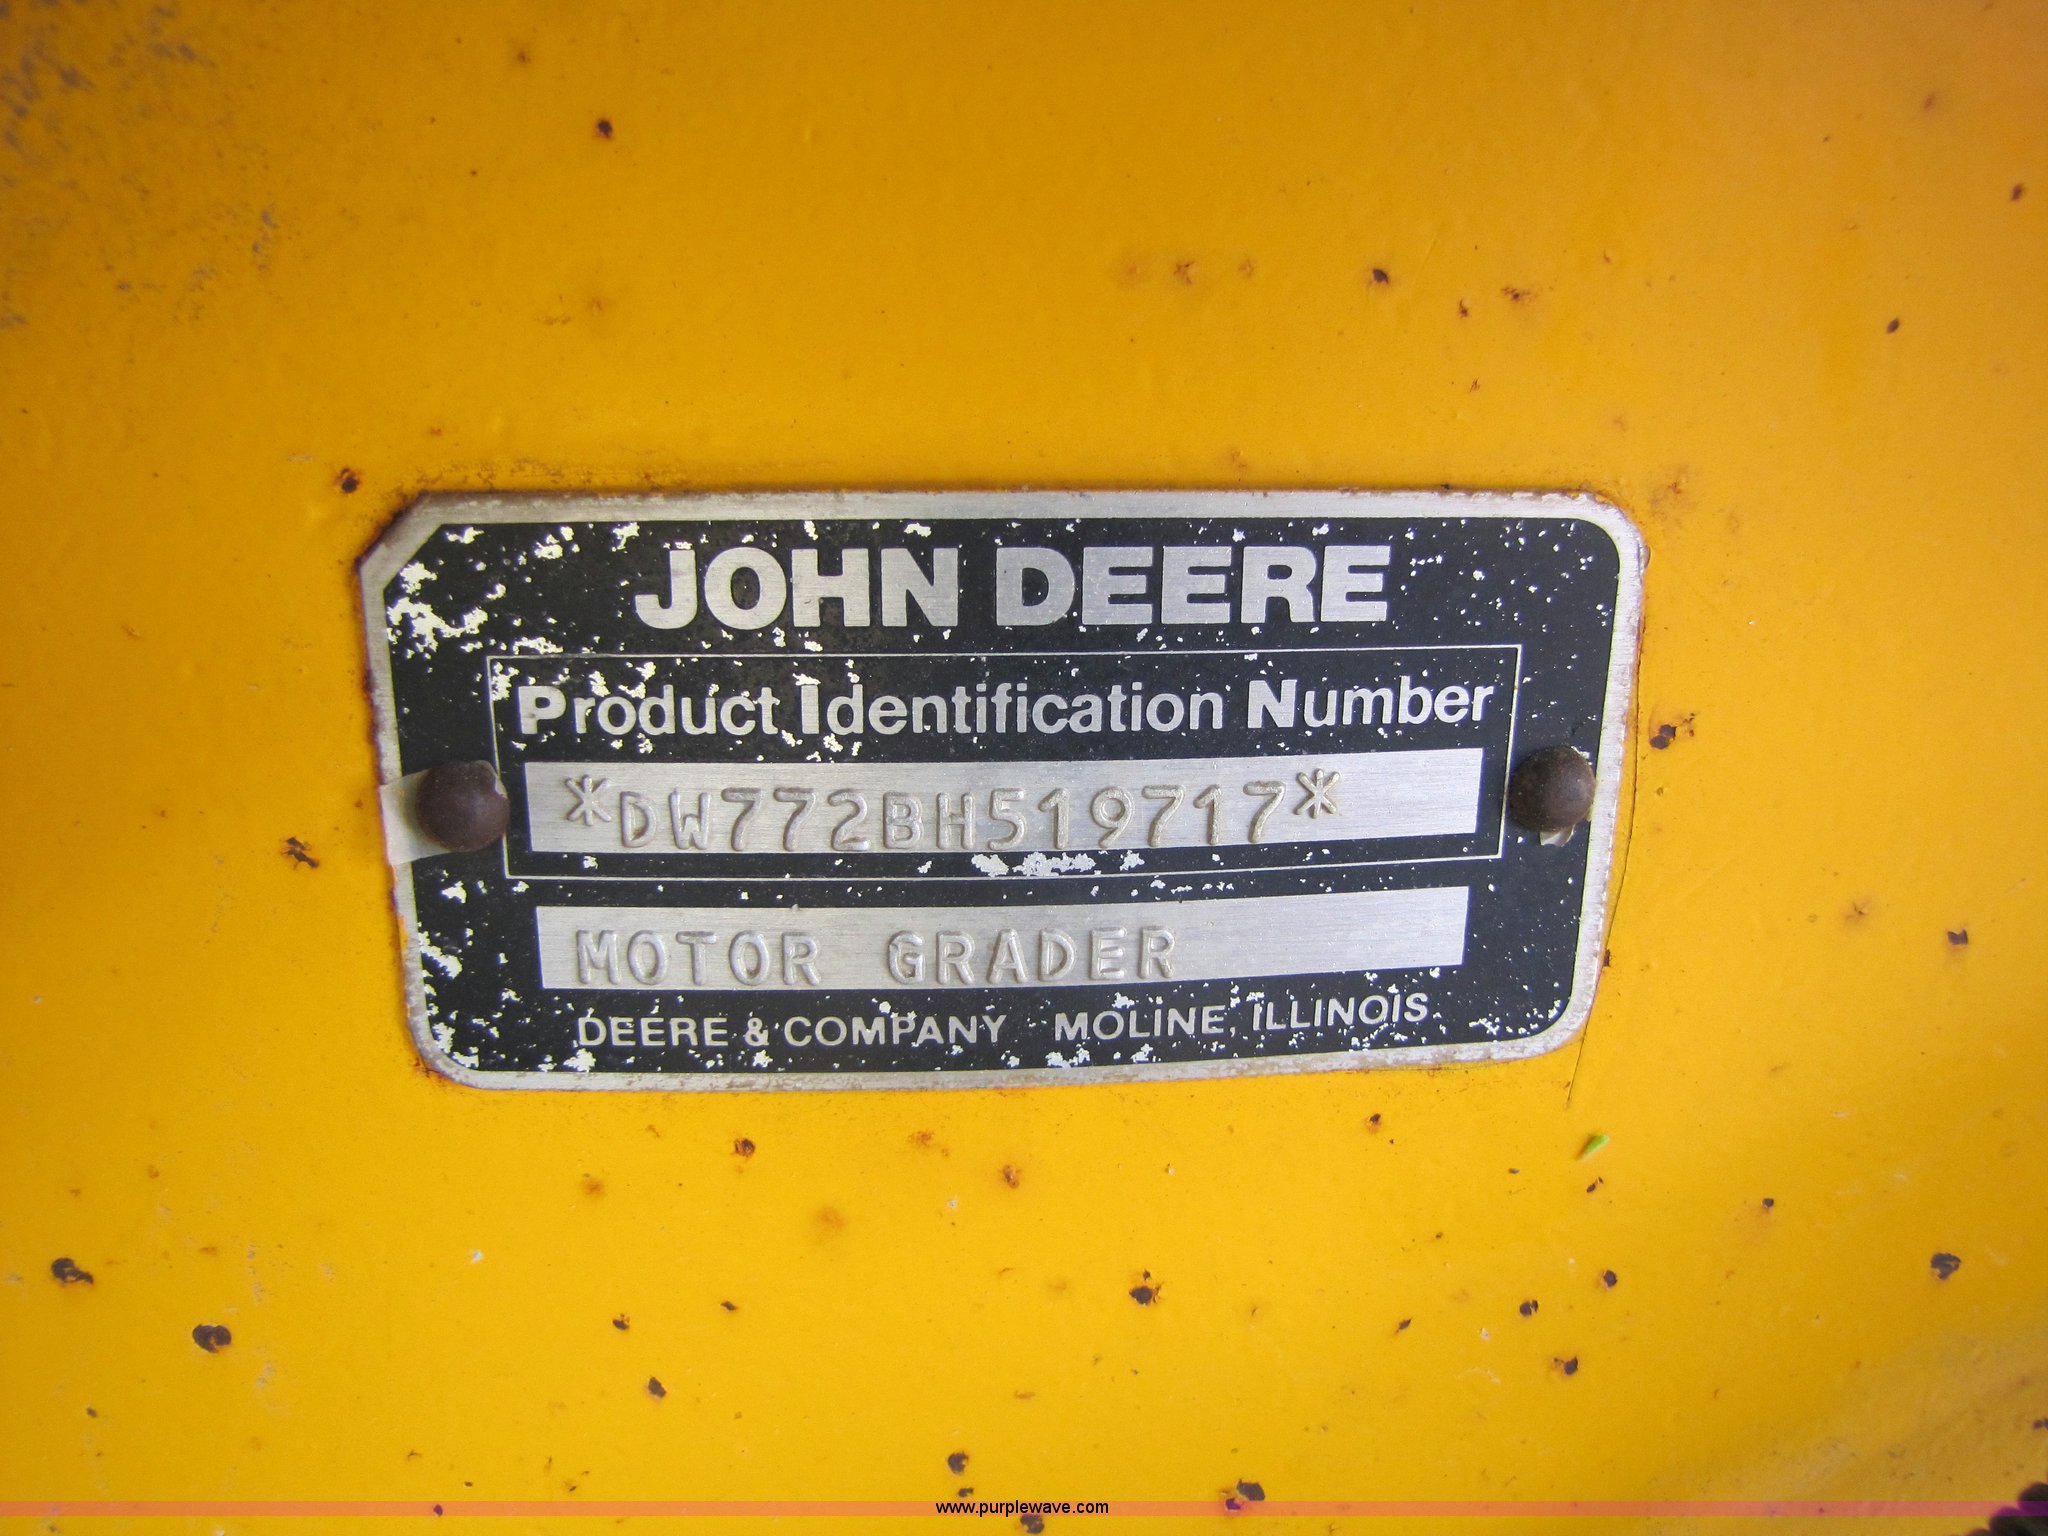 JOHN DEERE
Product Identification Number
*DW772BH519717*
MOTOR GRADER
DEERE & COMPANY MOLINE, ILLINOIS
www.purplewave.com